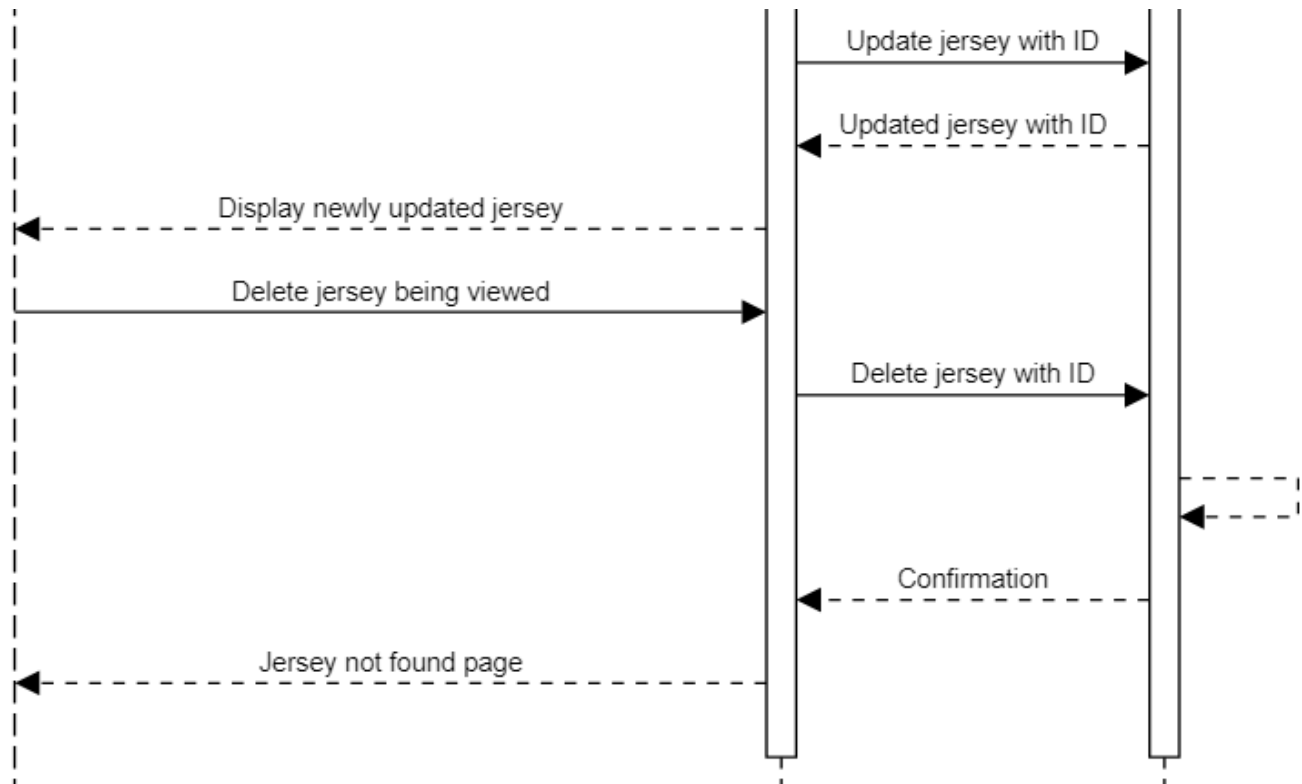 Update jersey with ID
Updated jersey with ID
Display newly updated jersey
Delete jersey being viewed
Delete jersey with ID
Confirmation
Jersey not found page